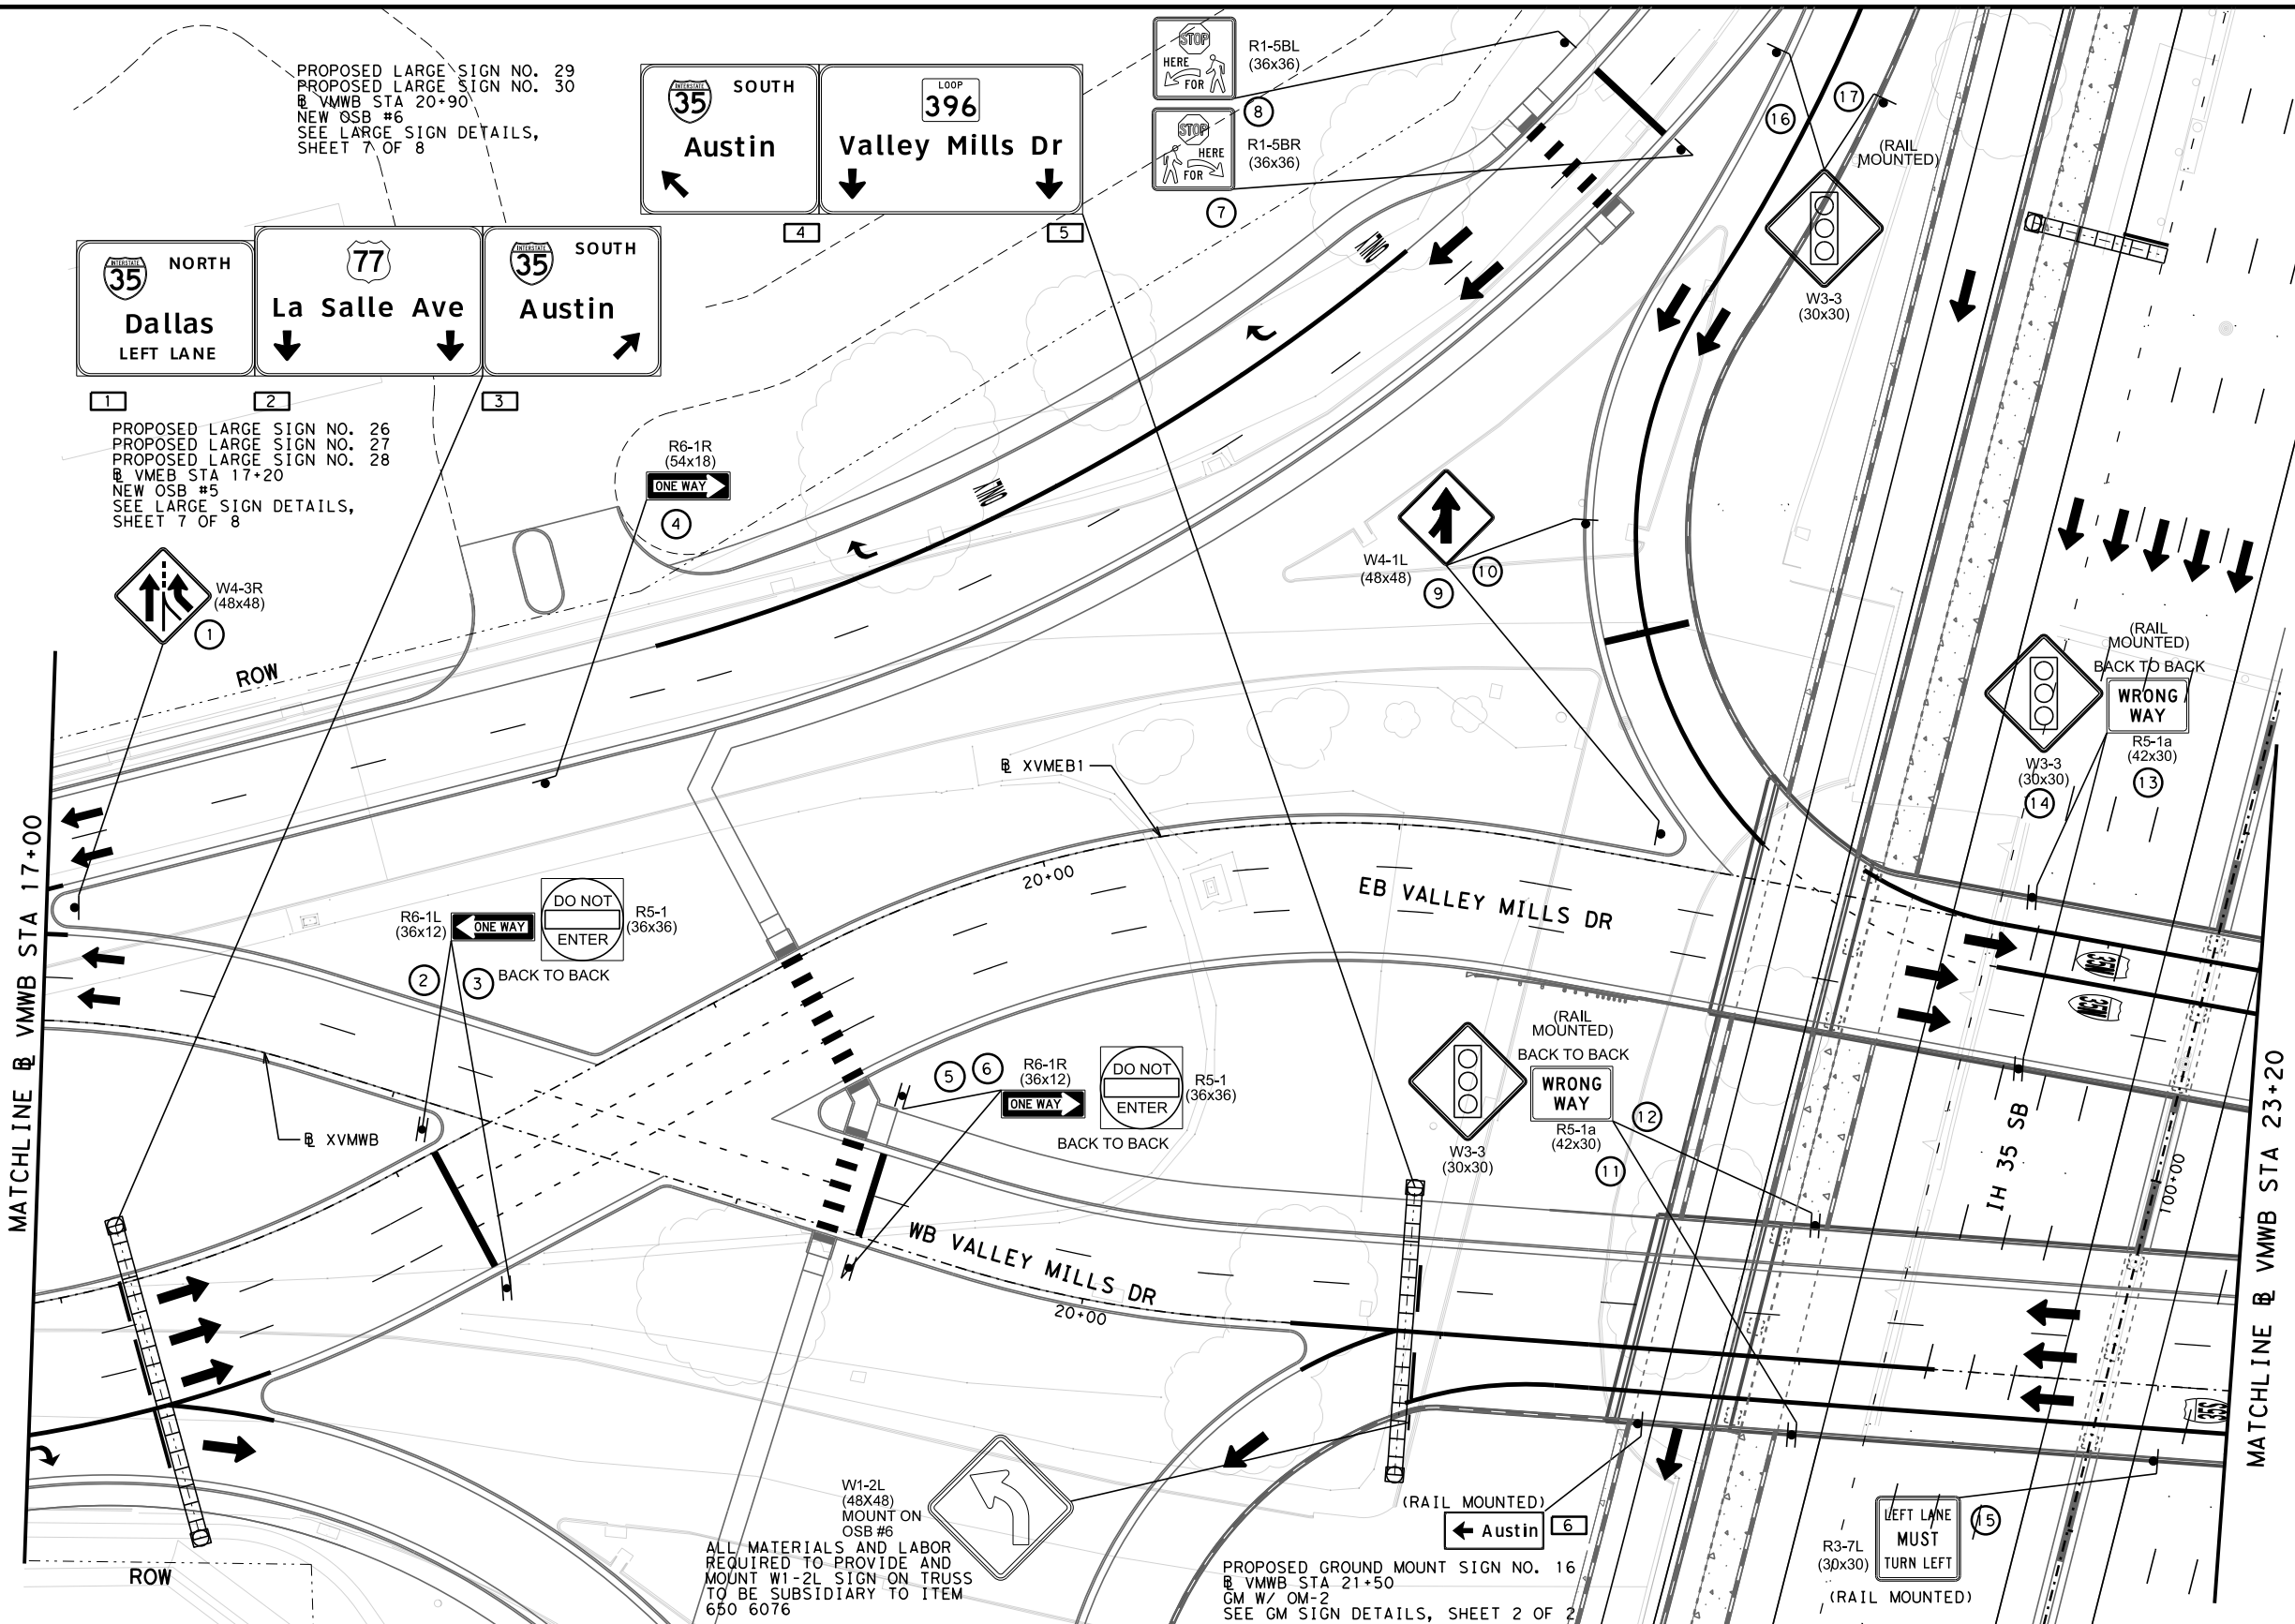 PROPOSED LARGE SIGN NO. 29
PROPOSED LARGE SIGN NO. 30
℄ VMWB STA 20+90
NEW OSB #6
SEE LARGE SIGN DETAILS,
SHEET 7 OF 8
INTERSTATE
35
SOUTH
Austin
LOOP
396
Valley Mills Dr
4
5
STOP
HERE
FOR
R1-5BL
(36x36)
8
STOP
HERE
FOR
R1-5BR
(36x36)
7
16
17
(RAIL
MOUNTED)
W3-3
(30x30)
INTERSTATE
35
NORTH
Dallas
LEFT LANE
77
La Salle Ave
INTERSTATE
35
SOUTH
Austin
1
2
3
PROPOSED LARGE SIGN NO. 26
PROPOSED LARGE SIGN NO. 27
PROPOSED LARGE SIGN NO. 28
℄ VMEB STA 17+20
NEW OSB #5
SEE LARGE SIGN DETAILS,
SHEET 7 OF 8
R6-1R
(54x18)
ONE WAY
4
ONLY
ONLY
W4-3R
(48x48)
1
W4-1L
(48x48)
9
10
ROW
(RAIL
MOUNTED)
BACK TO BACK
WRONG
WAY
R5-1a
(42x30)
13
W3-3
(30x30)
14
℄ XVMEB1
20+00
EB VALLEY MILLS DR
MATCHLINE ℄ VMWB STA 17+00
R6-1L
(36x12)
ONE WAY
DO NOT
ENTER
R5-1
(36x36)
2
3
BACK TO BACK
35N
35N
℄ XVMWB
5
6
R6-1R
(36x12)
ONE WAY
DO NOT
ENTER
R5-1
(36x36)
BACK TO BACK
(RAIL
MOUNTED)
BACK TO BACK
WRONG
WAY
R5-1a
(42x30)
W3-3
(30x30)
12
11
IH 35 SB
100+00
MATCHLINE ℄ VMWB STA 23+20
WB VALLEY MILLS DR
20+00
35S
W1-2L
(48X48)
MOUNT ON
OSB #6
ALL MATERIALS AND LABOR
REQUIRED TO PROVIDE AND
MOUNT W1-2L SIGN ON TRUSS
TO BE SUBSIDIARY TO ITEM
650 6076
(RAIL MOUNTED)
Austin
6
PROPOSED GROUND MOUNT SIGN NO. 16
℄ VMWB STA 21+50
GM W/ OM-2
SEE GM SIGN DETAILS, SHEET 2 OF 2
R3-7L
(30x30)
LEFT LANE
MUST
TURN LEFT
15
(RAIL MOUNTED)
ROW